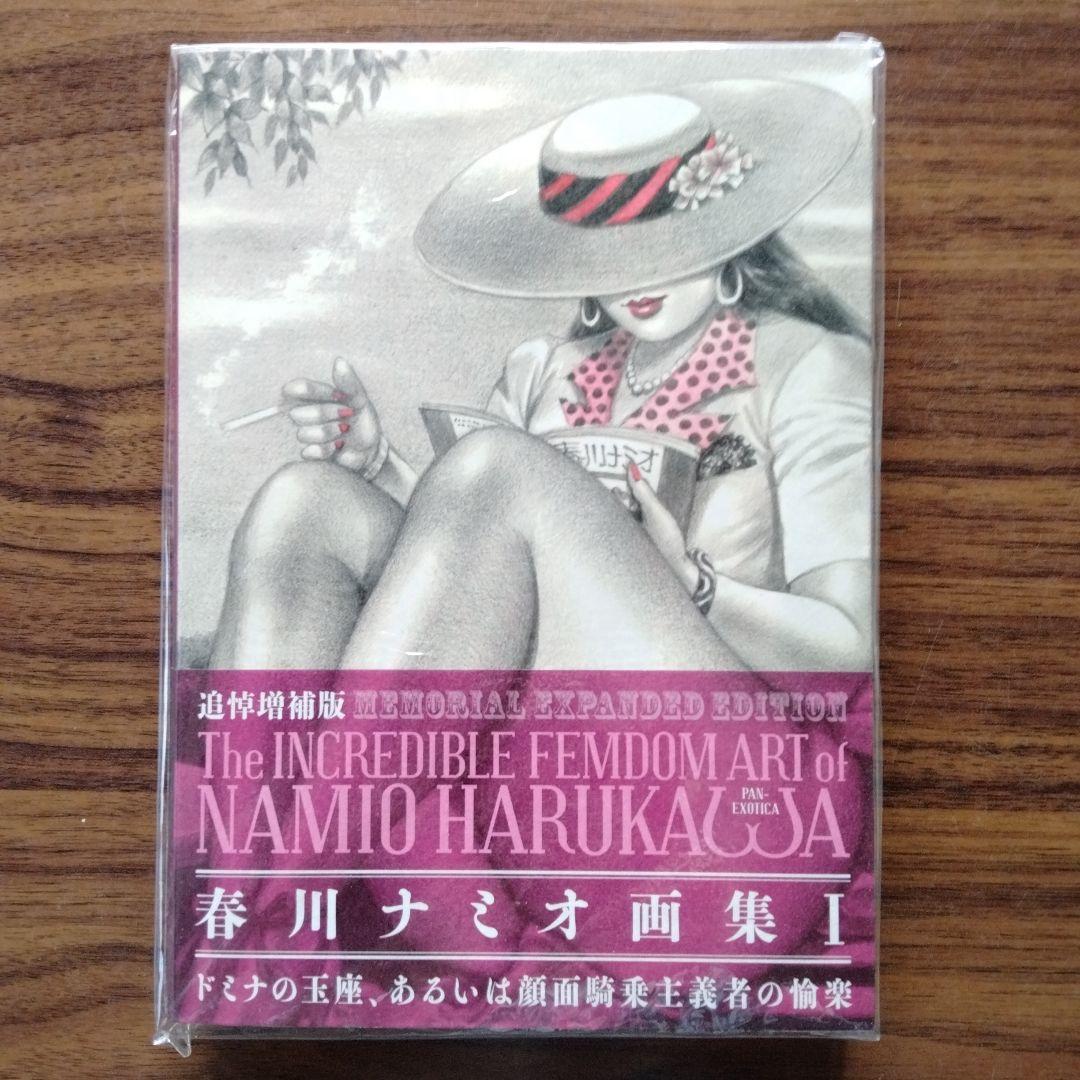 春川ナミオ
追悼増補版 MEMORIAL EXPANDED EDITION
The INCREDIBLE FEMDOM ART of
NAMIO HARUKAWA
PAN-
EXOTICA
春川ナミオ画集 I
ドミナの玉座、あるいは顔面騎乗主義者の愉楽